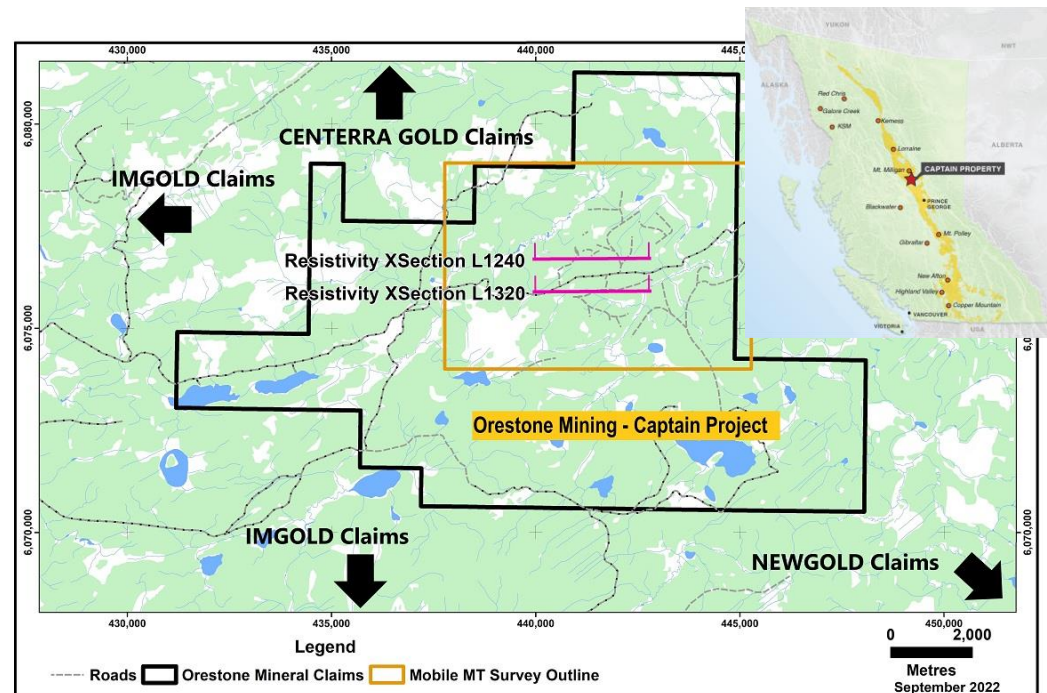 430,000
435,000
440,000
445,0
6,080,000
CENTERRA GOLD Claims
IMGOLD Claims
Resistivity XSection L1240
Resistivity XSection L1320
6,075,000
Orestone Mining - Captain Project
6,070,000
6,070,000
IMGOLD Claims
NEWGOLD Claims
430,000
435,000
440,000
445,000
450,000
Legend
Roads
Orestone Mineral Claims
Mobile MT Survey Outline
0 2,000
Metres
September 2022
YUKON
NWT
ALASKA
Red Chris
Galore Creek
KSM
Kemess
ALBERTA
Lorraine
Mt. Milligan
CAPTAIN PROPERTY
PRINCE
GEORGE
Blackwater
Mt. Polley
Gibraltar
New Afton
Highland Valley
Copper Mountain
VANCOUVER
VICTORIA
USA